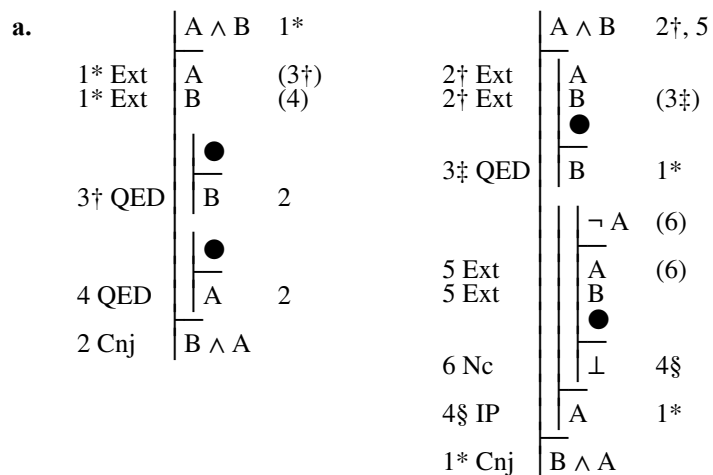 a.
A ∧ B 1*
1* Ext A (3†)
1* Ext B (4)
●
3† QED B 2
●
4 QED A 2
2 Cnj B ∧ A
A ∧ B 2†, 5
2† Ext A
2† Ext B (3‡)
●
3‡ QED B 1*
¬ A (6)
5 Ext A (6)
5 Ext B
●
6 Nc ⊥ 4§
4§ IP A 1*
1* Cnj B ∧ A